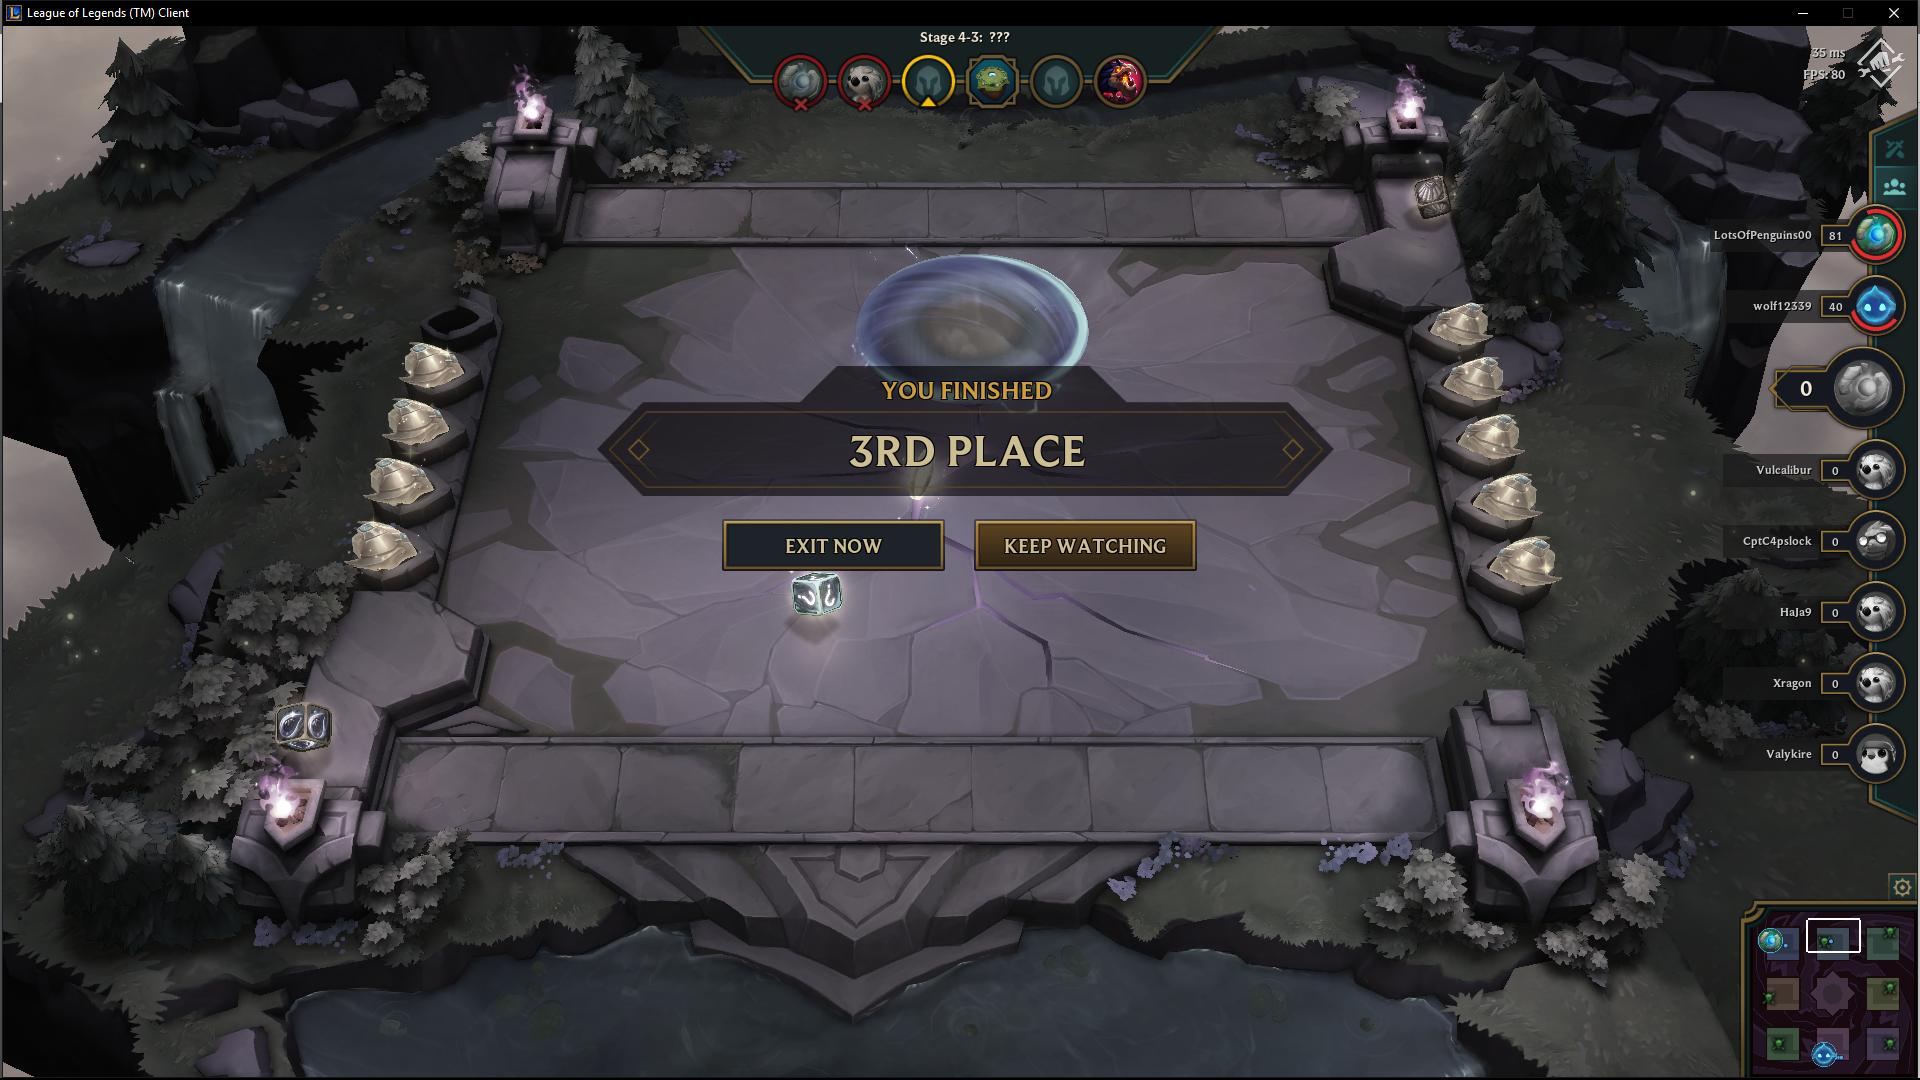 League of Legends (TM) Client
Stage 4-3: ???
35 ms
FPS: 80
LotsOfPenguins00 81
wolf12339 40
0
YOU FINISHED
3RD PLACE
Vulcalibur 0
EXIT NOW
KEEP WATCHING
CptC4pslock 0
HaJa9 0
Xragon 0
Valykire 0